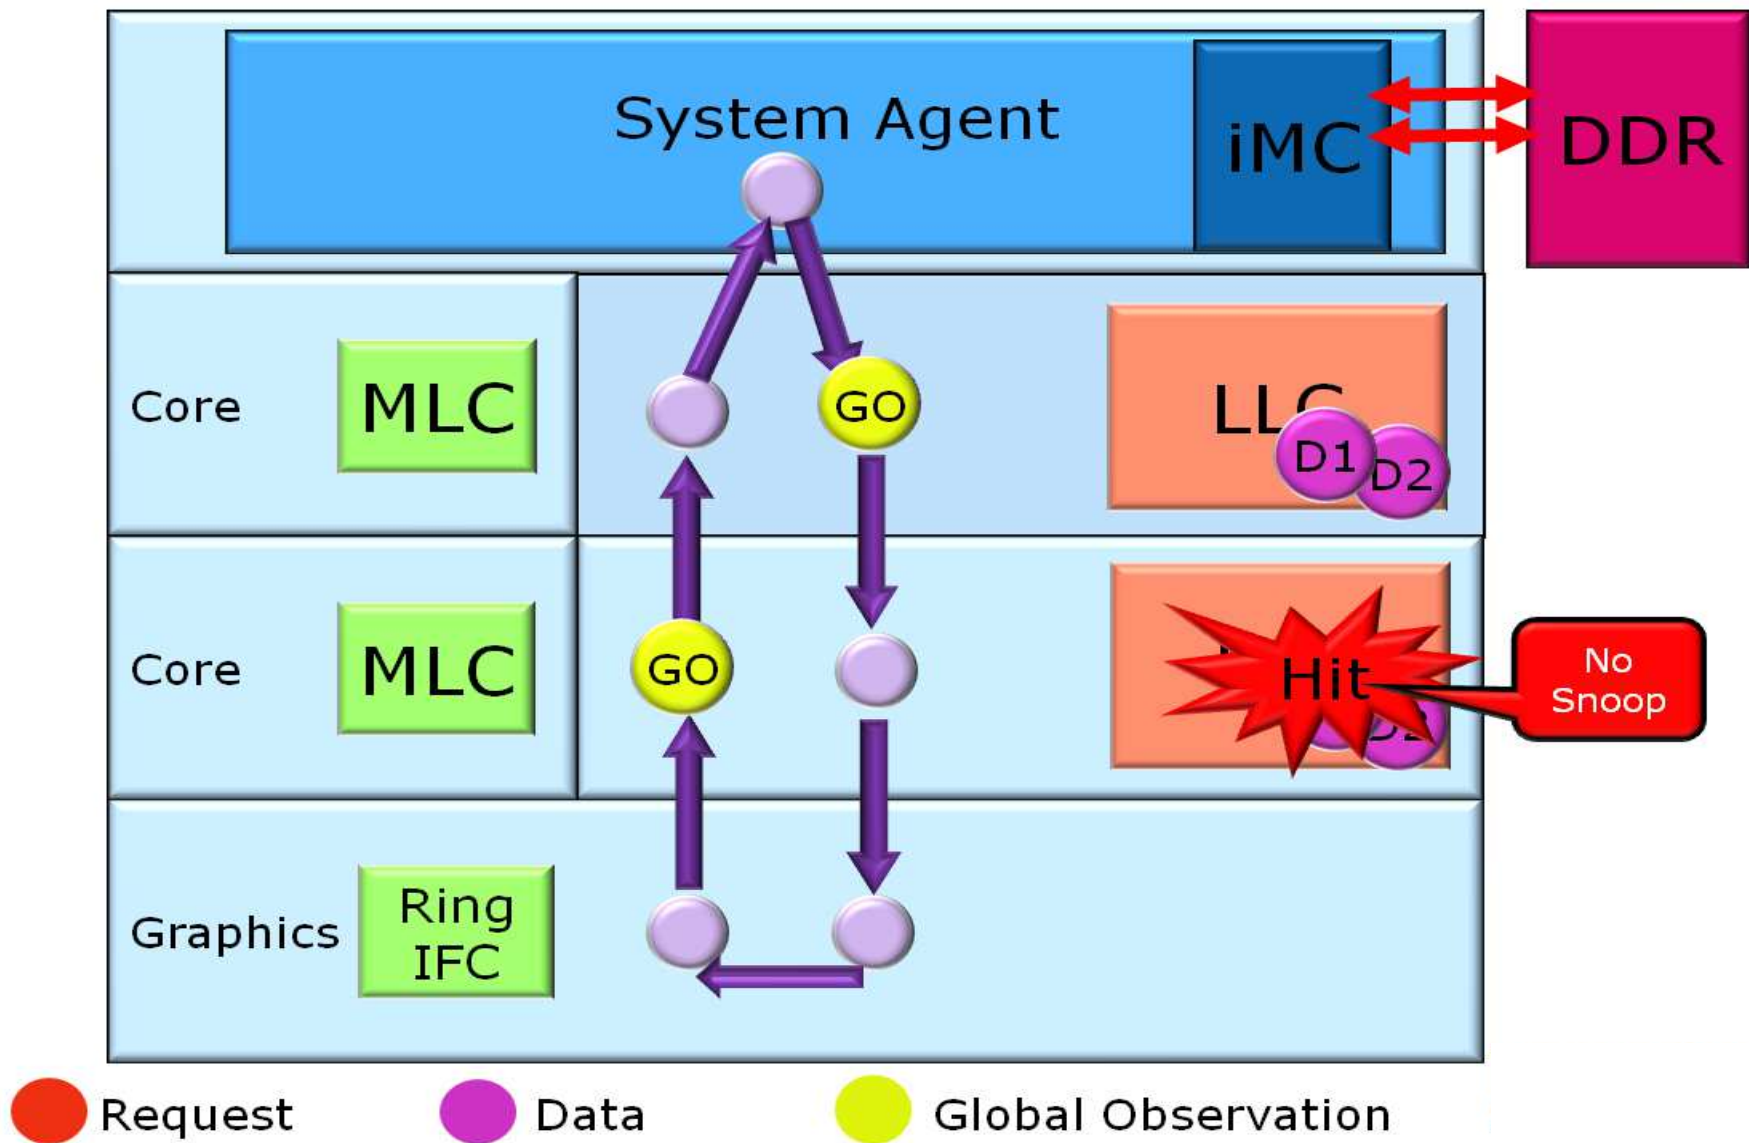 System Agent
iMC
DDR
Core
MLC
GO
LLC
D1
D2
Core
MLC
GO
Hit
D2
No
Snoop
Graphics
Ring
IFC
Request
Data
Global Observation